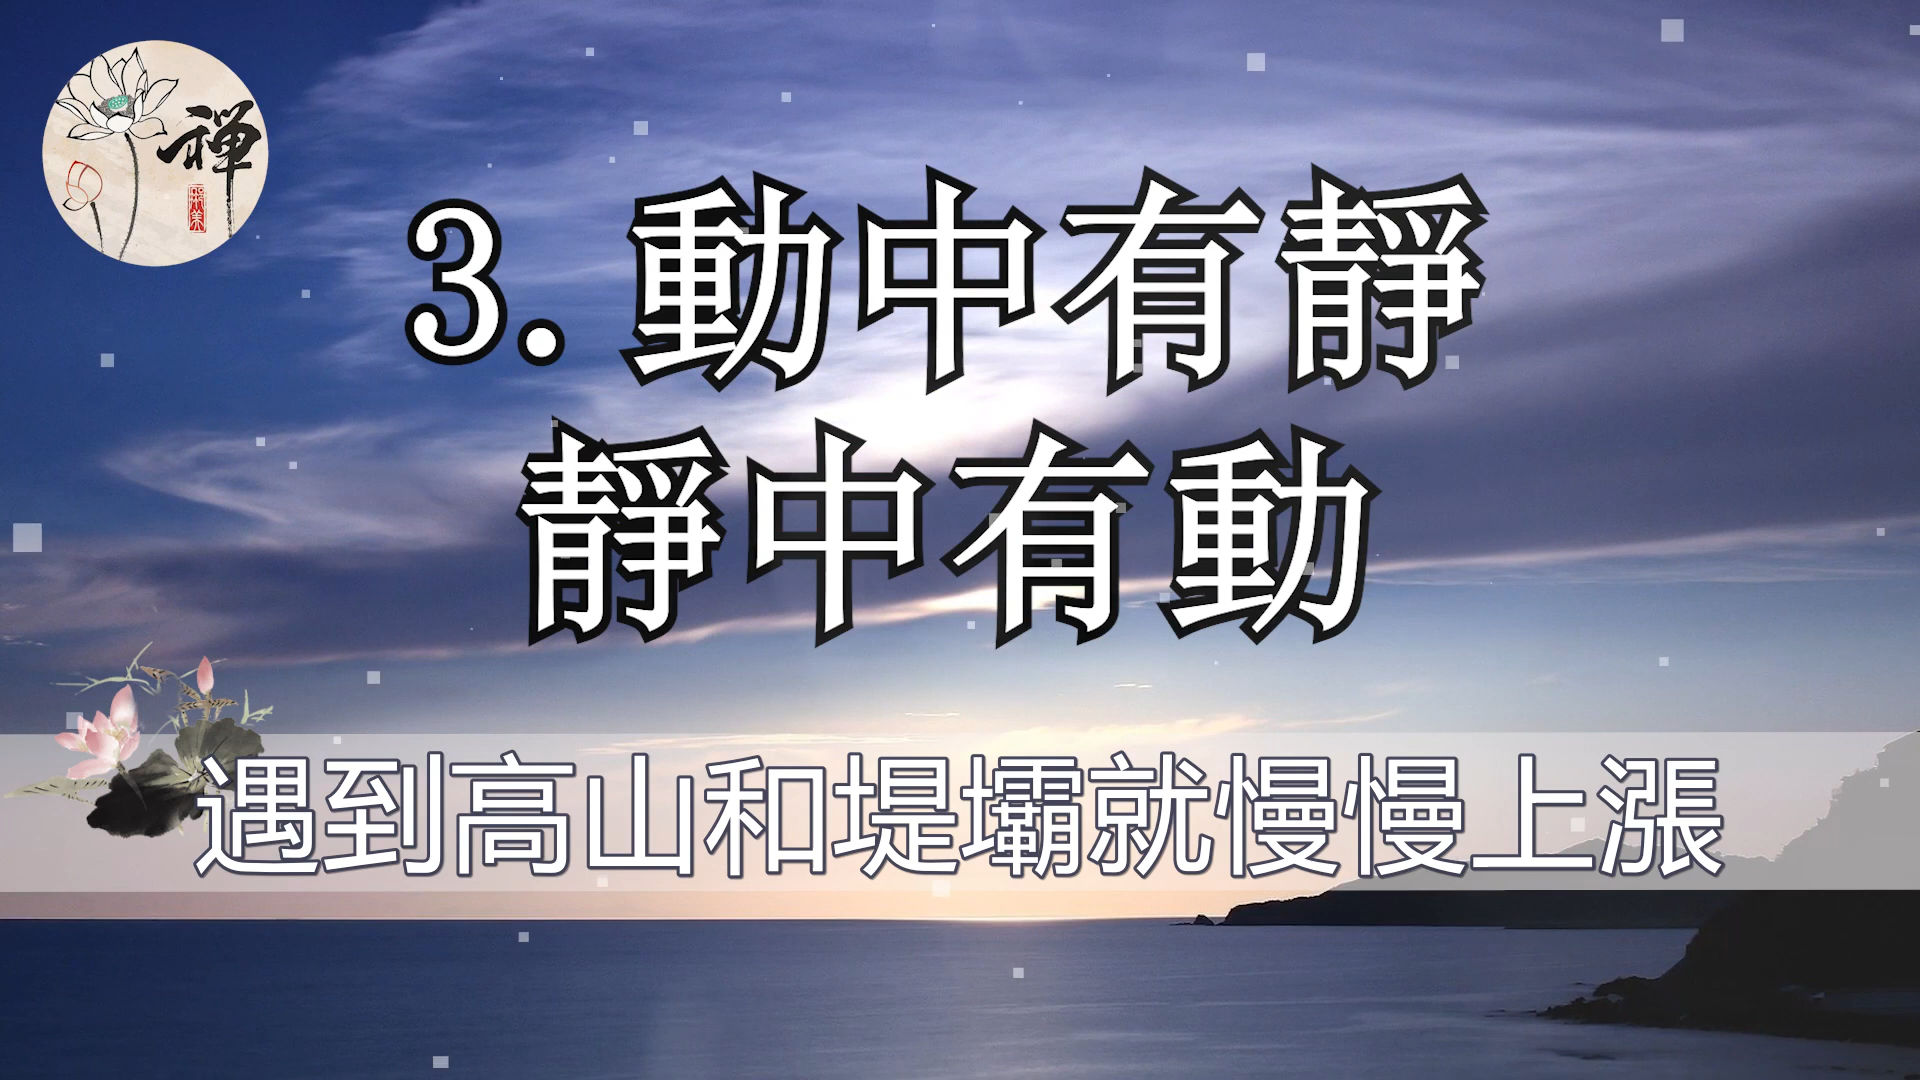 禅
3.動中有靜
靜中有動
遇到高山和堤壩就慢慢上漲